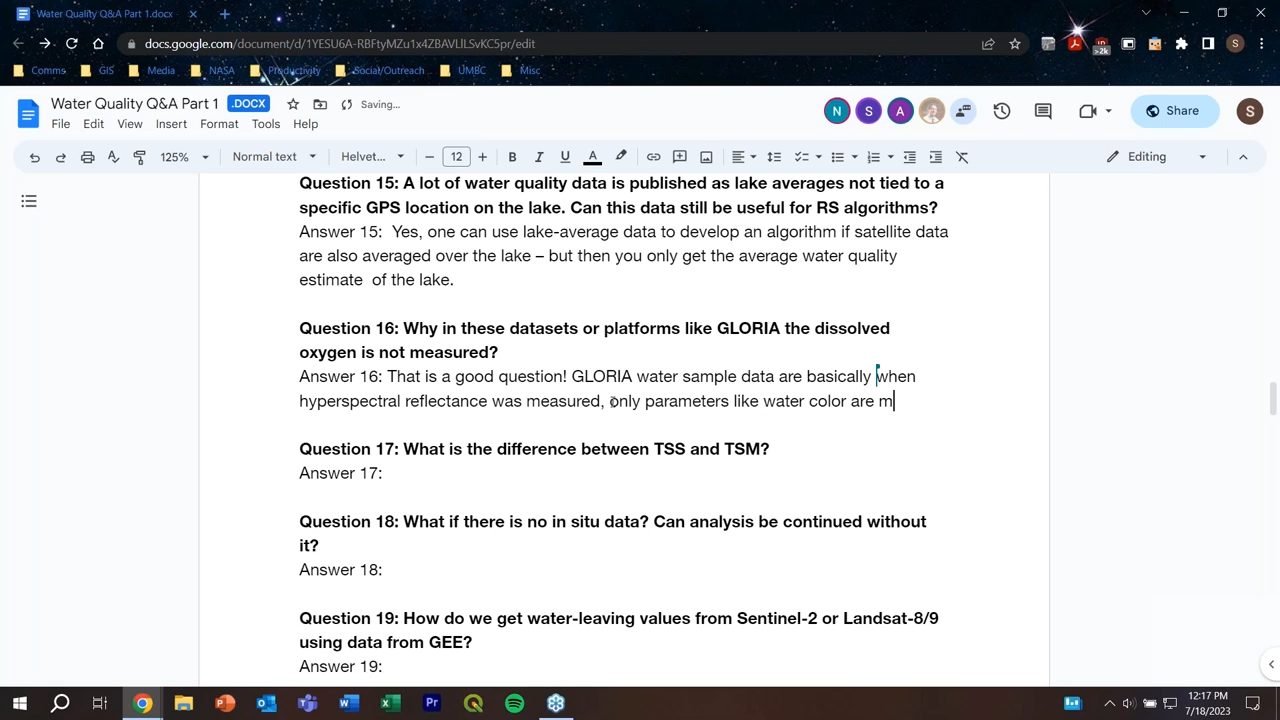 Water Quality Q&A Part 1.docx
docs.google.com/document/d/1YESU6A-RBFtyMZu1x4ZBAVLlLSvKC5pr/edit
>2k
S
Comms GIS Media NASA Productivity Social/Outreach UMBC Misc
Water Quality Q&A Part 1 .DOCX Saving...
N S A Share S
File Edit View Insert Format Tools Help
125% Normal text Helvet... 12 B I U A Editing
Question 15: A lot of water quality data is published as lake averages not tied to a
specific GPS location on the lake. Can this data still be useful for RS algorithms?
Answer 15: Yes, one can use lake-average data to develop an algorithm if satellite data
are also averaged over the lake – but then you only get the average water quality
estimate of the lake.
Question 16: Why in these datasets or platforms like GLORIA the dissolved
oxygen is not measured?
Answer 16: That is a good question! GLORIA water sample data are basically when
hyperspectral reflectance was measured, only parameters like water color are m
Question 17: What is the difference between TSS and TSM?
Answer 17:
Question 18: What if there is no in situ data? Can analysis be continued without
it?
Answer 18:
Question 19: How do we get water-leaving values from Sentinel-2 or Landsat-8/9
using data from GEE?
Answer 19:
12:17 PM
7/18/2023